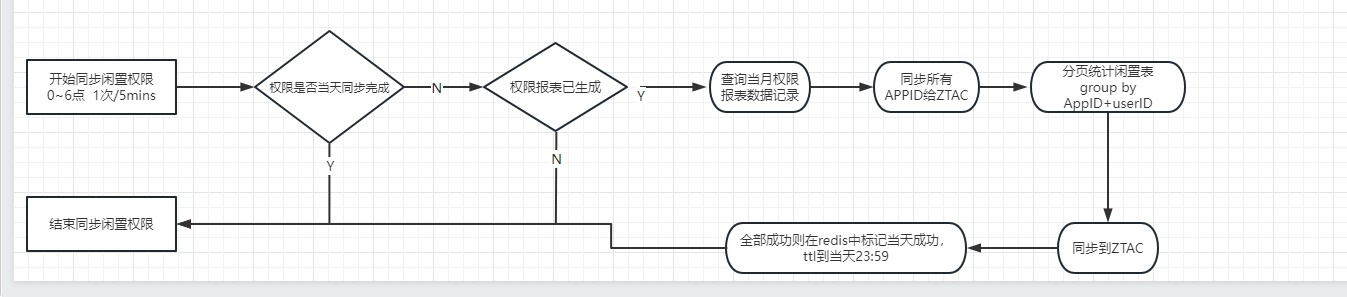 开始同步闲置权限
0~6点 1次/5mins
权限是否当天同步完成
N
权限报表已生成
Y
查询当月权限
报表数据记录
同步所有
APPID给ZTAC
分页统计闲置表
group by
AppID+userID
Y
N
结束同步闲置权限
全部成功则在redis中标记当天成功，
ttl到当天23:59
同步到ZTAC